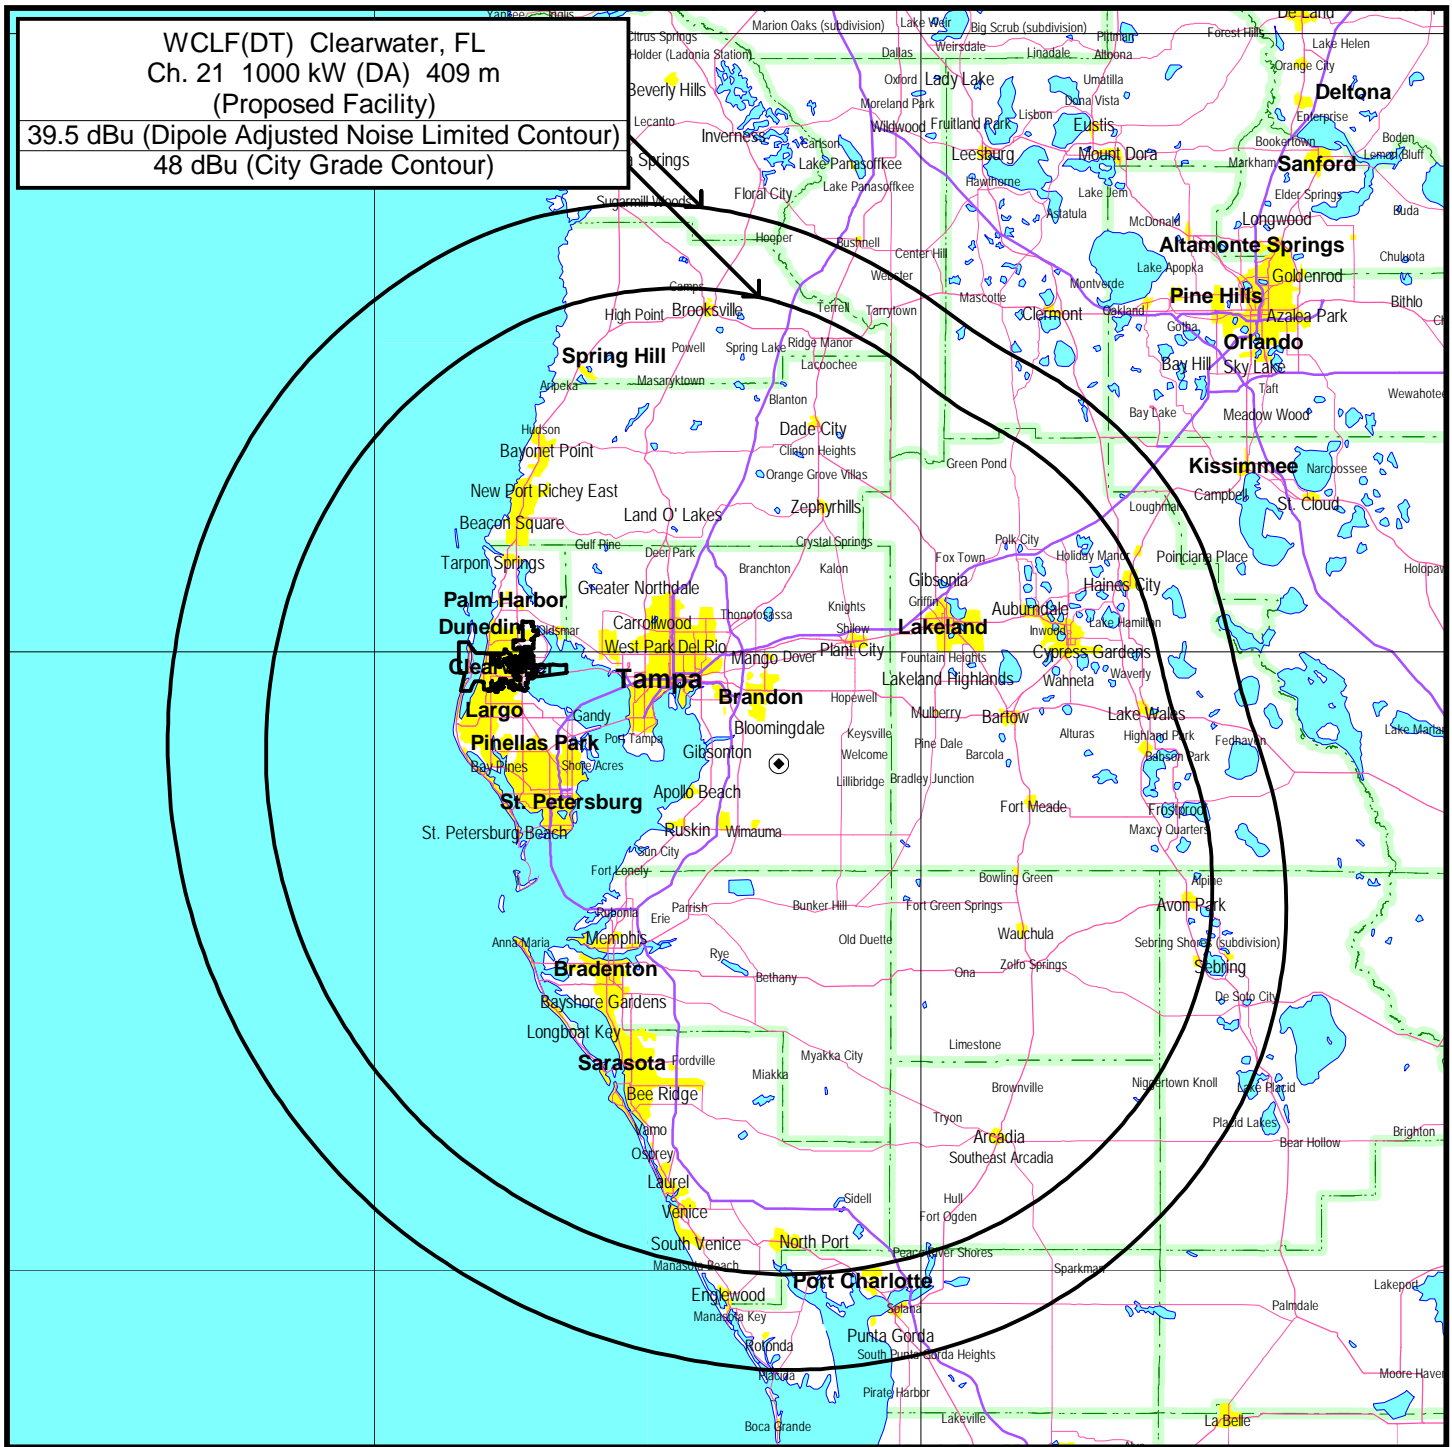 WCLF(DT) Clearwater, FL
Ch. 21 1000 kW (DA) 409 m
(Proposed Facility)
39.5 dBu (Dipole Adjusted Noise Limited Contour)
48 dBu (City Grade Contour)
Marion Oaks (subdivision)
Lake Weir
Big Scrub (subdivision)
Pittman
Forest Hills
De Land
Citrus Springs
Holder (Ladonia Station)
Dallas
Weirsdale
Linadale
Altoona
Lake Helen
Orange City
Beverly Hills
Oxford
Lady Lake
Umatilla
Deltona
Moreland Park
Dona Vista
Lecanto
Inverness
Wildwood
Fruitland Park
Lisbon
Eustis
Enterprise
Carlson
Bookertown
Boden
Springs
Lake Panasoffkee
Leesburg
Mount Dora
Markham
Sanford
Lemon Bluff
Sugarmill Woods
Floral City
Lake Panasoffkee
Hawthorne
Lake Jem
Elder Springs
Astatula
McDonald
Longwood
Buda
Hooper
Bushnell
Center Hill
Altamonte Springs
Lake Apopka
Goldenrod
Chuluota
Webster
Camps
Mascotte
Montverde
Pine Hills
High Point
Brooksville
Terrell
Tarrytown
Clermont
Oakland
Azalea Park
Bithlo
Gotha
Orlando
Spring Hill
Powell
Spring Lake
Ridge Manor
Lacoochee
Bay Hill
Sky Lake
Aripeka
Masaryktown
Taft
Wewahotee
Blanton
Bay Lake
Meadow Wood
Hudson
Dade City
Bayonet Point
Clinton Heights
Green Pond
Kissimmee
Narcoossee
Orange Grove Villas
New Port Richey East
Campbell
St. Cloud
Land O' Lakes
Zephyrhills
Loughman
Beacon Square
Gulf Pine
Deer Park
Crystal Springs
Polk City
Tarpon Springs
Branchton
Kalon
Fox Town
Holiday Manor
Poinciana Place
Holopaw
Greater Northdale
Gibsonia
Haines City
Palm Harbor
Thonotosassa
Knights
Griffin
Auburndale
Dunedin
Oldsmar
Carrollwood
Shilow
Lakeland
Inwood
Lake Hamilton
West Park Del Rio
Mango
Dover
Plant City
Fountain Heights
Cypress Gardens
Clearwater
Tampa
Brandon
Hopewell
Lakeland Highlands
Wahneta
Waverly
Largo
Gandy
Bloomingdale
Mulberry
Bartow
Lake Wales
Pinellas Park
Port Tampa
Gibsonton
Keysville
Pine Dale
Alturas
Highland Park
Fedhaven
Lake Marian
Bay Pines
Shore Acres
Welcome
Barcola
Babson Park
Apollo Beach
Lillibridge
Bradley Junction
St. Petersburg
Fort Meade
Frostproof
St. Petersburg Beach
Ruskin
Wimauma
Maxcy Quarters
Sun City
Fort Lonely
Bowling Green
Alpine
Rubonia
Parrish
Bunker Hill
Fort Green Springs
Avon Park
Erie
Anna Maria
Memphis
Old Duette
Wauchula
Sebring Shores (subdivision)
Bradenton
Rye
Bethany
Ona
Zolfo Springs
Sebring
Bayshore Gardens
De Soto City
Longboat Key
Sarasota
Fordville
Myakka City
Limestone
Miakka
Brownville
Niggertown Knoll
Lake Placid
Bee Ridge
Tryon
Placid Lakes
Vamo
Arcadia
Bear Hollow
Brighton
Osprey
Southeast Arcadia
Laurel
Sidell
Hull
Venice
Fort Ogden
South Venice
North Port
Peace River Shores
Manasota Beach
Port Charlotte
Sparkman
Englewood
Lakeport
Manasota Key
Solana
Palmdale
Rotonda
Punta Gorda
South Punta Gorda Heights
Placida
Moore Haven
Pirate Harbor
Boca Grande
Lakeville
La Belle